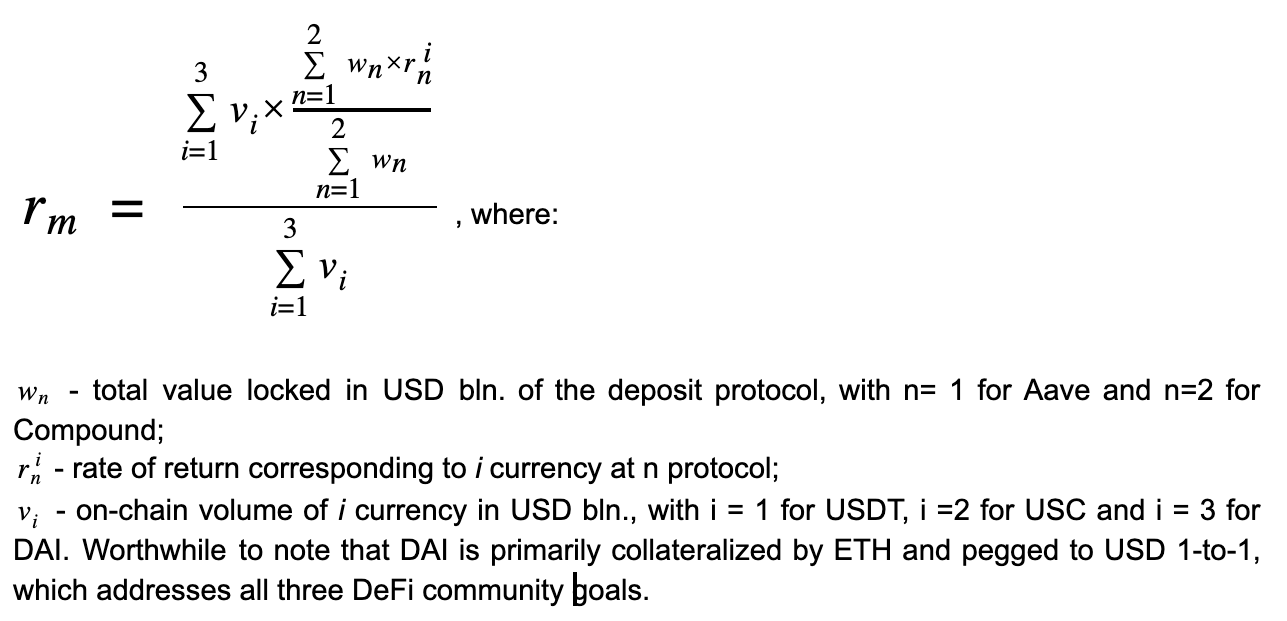 r_m = \frac{\sum_{i=1}^{3} v_i \times \frac{\sum_{n=1}^{2} w_n \times r_n^i}{\sum_{n=1}^{2} w_n}}{\sum_{i=1}^{3} v_i} , where:
w_n - total value locked in USD bln. of the deposit protocol, with n= 1 for Aave and n=2 for
Compound;
r_n^i - rate of return corresponding to i currency at n protocol;
v_i - on-chain volume of i currency in USD bln., with i = 1 for USDT, i =2 for USC and i = 3 for
DAI. Worthwhile to note that DAI is primarily collateralized by ETH and pegged to USD 1-to-1,
which addresses all three DeFi community goals.